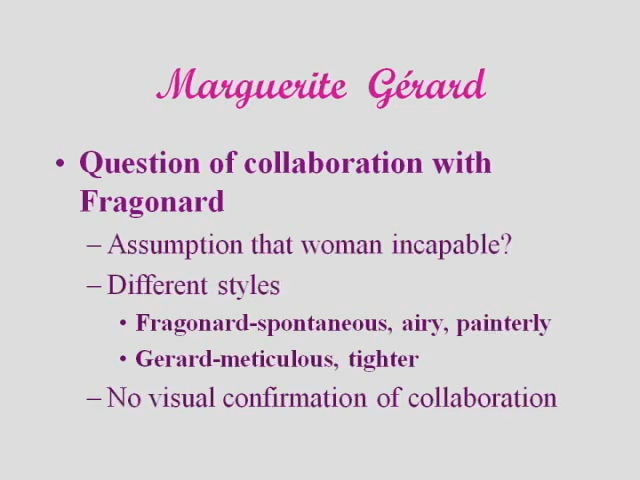 Marguerite Gérard
• Question of collaboration with
Fragonard
– Assumption that woman incapable?
– Different styles
• Fragonard-spontaneous, airy, painterly
• Gerard-meticulous, tighter
– No visual confirmation of collaboration